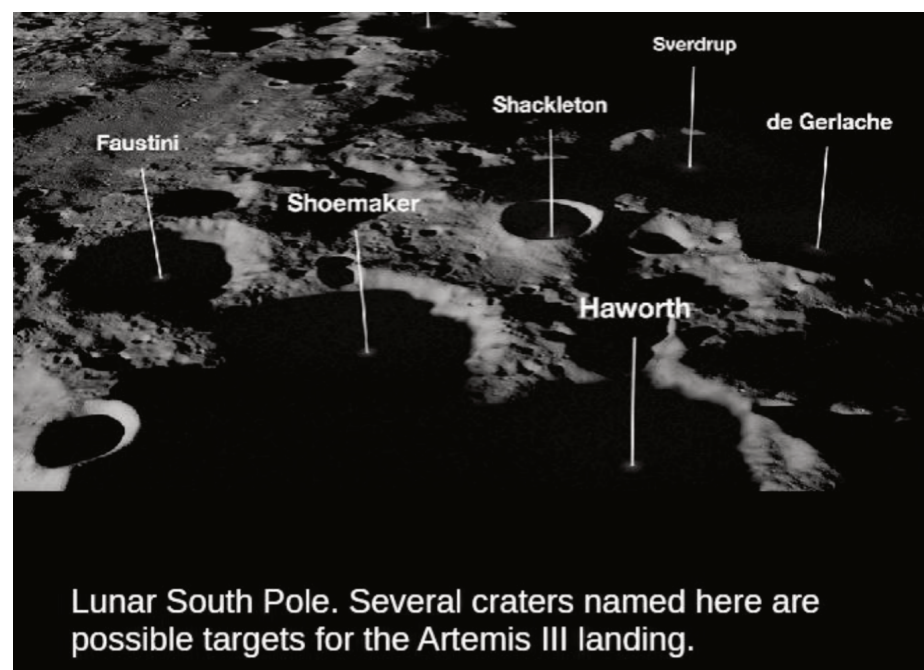 Sverdrup
Shackleton
de Gerlache
Faustini
Shoemaker
Haworth
Lunar South Pole. Several craters named here are
possible targets for the Artemis III landing.